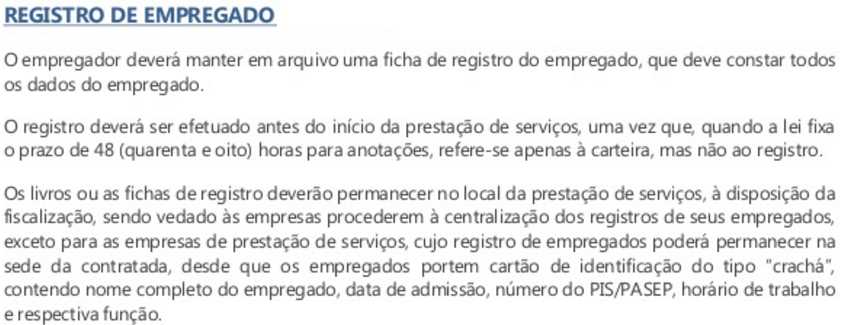 REGISTRO DE EMPREGADO
O empregador deverá manter em arquivo uma ficha de registro do empregado, que deve constar todos
os dados do empregado.
O registro deverá ser efetuado antes do início da prestação de serviços, uma vez que, quando a lei fixa
o prazo de 48 (quarenta e oito) horas para anotações, refere-se apenas à carteira, mas não ao registro.
Os livros ou as fichas de registro deverão permanecer no local da prestação de serviços, à disposição da
fiscalização, sendo vedado às empresas procederem à centralização dos registros de seus empregados,
exceto para as empresas de prestação de serviços, cujo registro de empregados poderá permanecer na
sede da contratada, desde que os empregados portem cartão de identificação do tipo "crachá",
contendo nome completo do empregado, data de admissão, número do PIS/PASEP, horário de trabalho
e respectiva função.